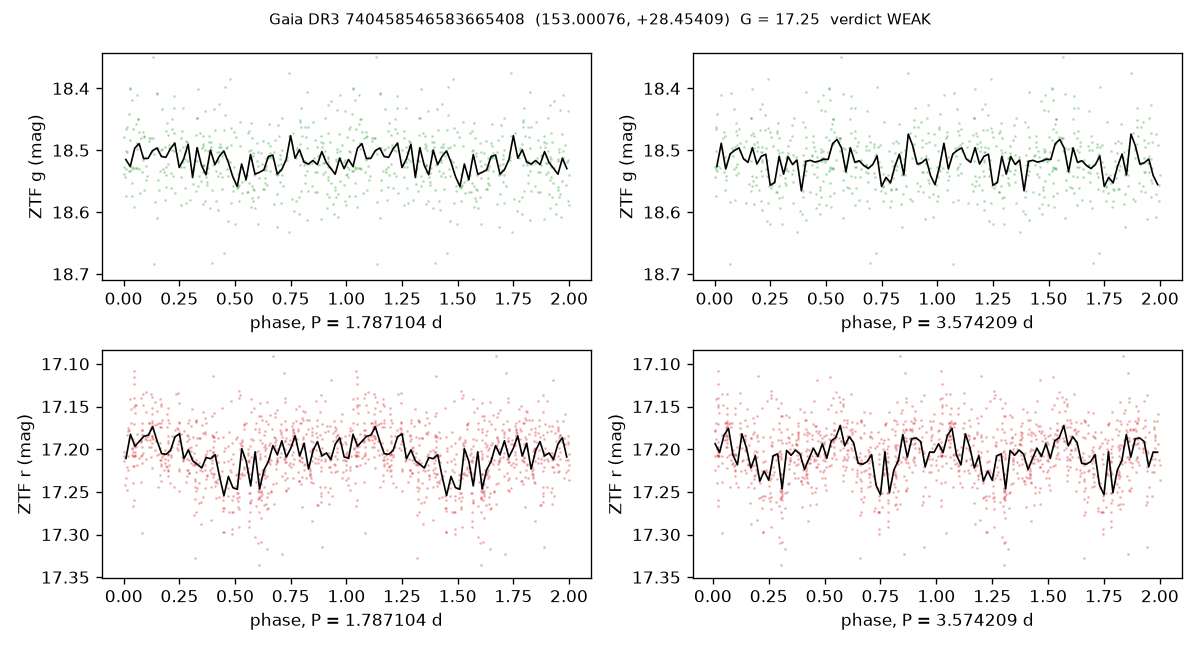 Gaia DR3 740458546583665408 (153.00076, +28.45409) G = 17.25 verdict WEAK
ZTF g (mag)
18.4
18.5
18.6
18.7
0.00 0.25 0.50 0.75 1.00 1.25 1.50 1.75 2.00
phase, P = 1.787104 d
ZTF g (mag)
18.4
18.5
18.6
18.7
0.00 0.25 0.50 0.75 1.00 1.25 1.50 1.75 2.00
phase, P = 3.574209 d
ZTF r (mag)
17.10
17.15
17.20
17.25
17.30
17.35
0.00 0.25 0.50 0.75 1.00 1.25 1.50 1.75 2.00
phase, P = 1.787104 d
ZTF r (mag)
17.10
17.15
17.20
17.25
17.30
17.35
0.00 0.25 0.50 0.75 1.00 1.25 1.50 1.75 2.00
phase, P = 3.574209 d